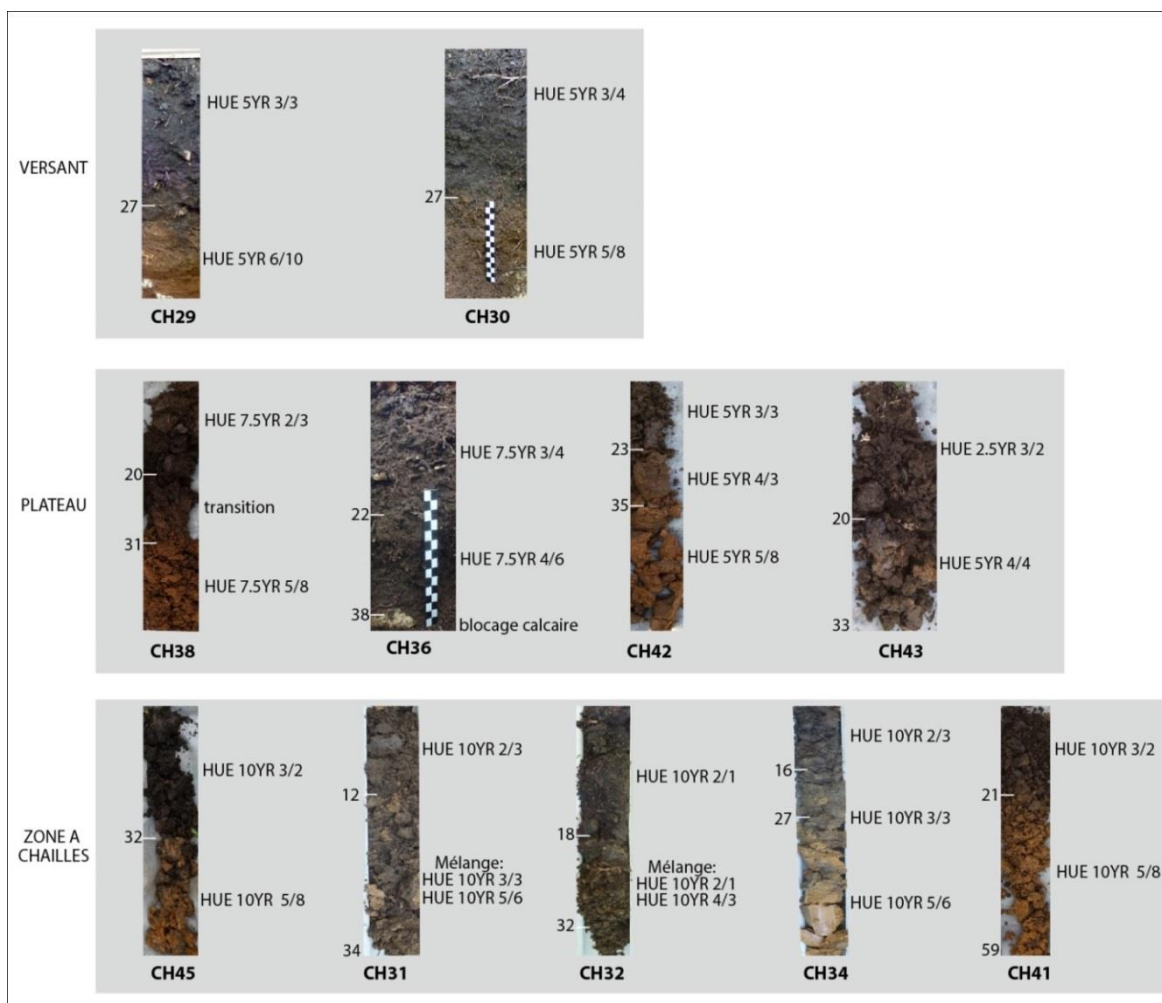 VERSANT
HUE 5YR 3/3
27
HUE 5YR 6/10
CH29
HUE 5YR 3/4
27
HUE 5YR 5/8
CH30
PLATEAU
HUE 7.5YR 2/3
20
transition
31
HUE 7.5YR 5/8
CH38
HUE 7.5YR 3/4
22
HUE 7.5YR 4/6
38
blocage calcaire
CH36
HUE 5YR 3/3
23
HUE 5YR 4/3
35
HUE 5YR 5/8
CH42
HUE 2.5YR 3/2
20
HUE 5YR 4/4
33
CH43
ZONE A
CHAILLES
HUE 10YR 3/2
32
HUE 10YR 5/8
CH45
HUE 10YR 2/3
12
Mélange:
HUE 10YR 3/3
HUE 10YR 5/6
34
CH31
HUE 10YR 2/1
18
Mélange:
HUE 10YR 2/1
HUE 10YR 4/3
32
CH32
HUE 10YR 2/3
16
27
HUE 10YR 3/3
HUE 10YR 5/6
CH34
HUE 10YR 3/2
21
HUE 10YR 5/8
59
CH41